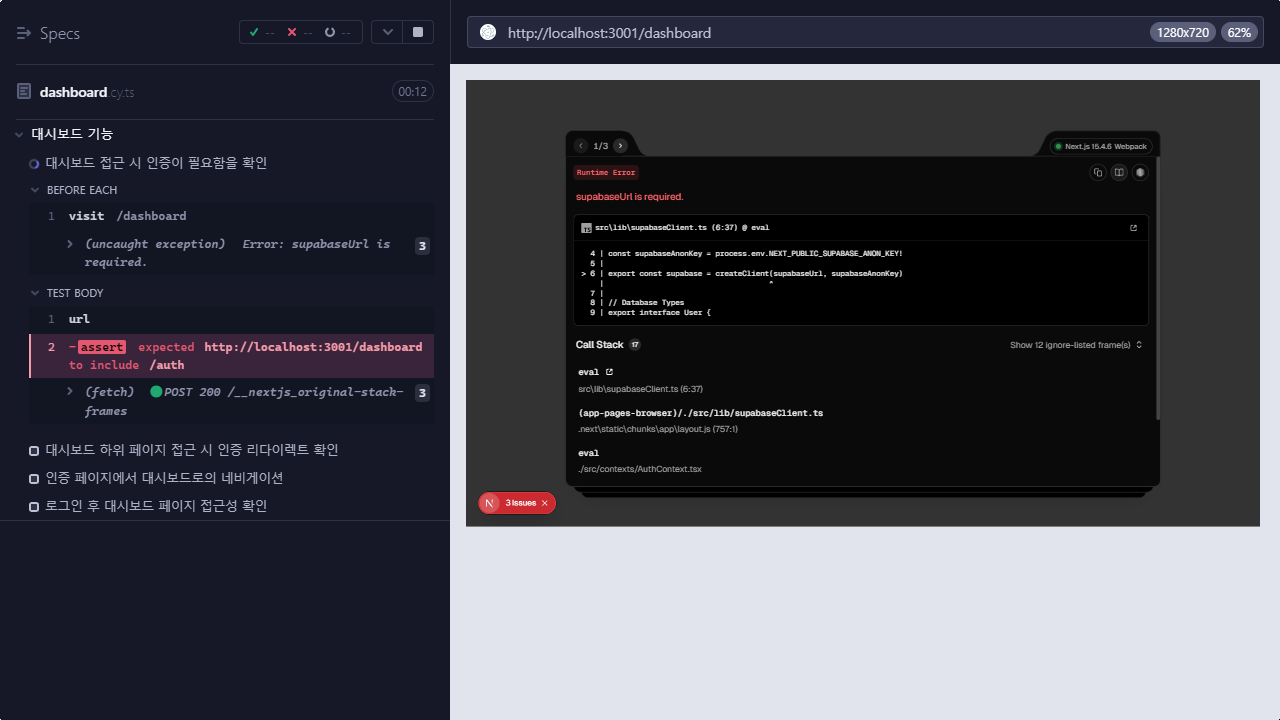 Specs
--
--
--
dashboard.cy.ts
00:12
대시보드 기능
대시보드 접근 시 인증이 필요함을 확인
BEFORE EACH
1 visit /dashboard
(uncaught exception) Error: supabaseUrl is required. 3
TEST BODY
1 url
2 -assert expected http://localhost:3001/dashboard
to include /auth
(fetch) POST 200 /__nextjs_original-stack-
frames 3
대시보드 하위 페이지 접근 시 인증 리다이렉트 확인
인증 페이지에서 대시보드로의 네비게이션
로그인 후 대시보드 페이지 접근성 확인
http://localhost:3001/dashboard
1280x720
62%
1/3
Next.js 15.4.6 Webpack
Runtime Error
supabaseUrl is required.
TS src\lib\supabaseClient.ts (6:37) @ eval
4 | const supabaseAnonKey = process.env.NEXT_PUBLIC_SUPABASE_ANON_KEY!
5 |
> 6 | export const supabase = createClient(supabaseUrl, supabaseAnonKey)
| ^
7 |
8 | // Database Types
9 | export interface User {
Call Stack 17
Show 12 ignore-listed frame(s)
eval
src\lib\supabaseClient.ts (6:37)
(app-pages-browser)/./src/lib/supabaseClient.ts
.next\static\chunks\app\layout.js (757:1)
eval
./src/contexts/AuthContext.tsx
N 3 Issues ×